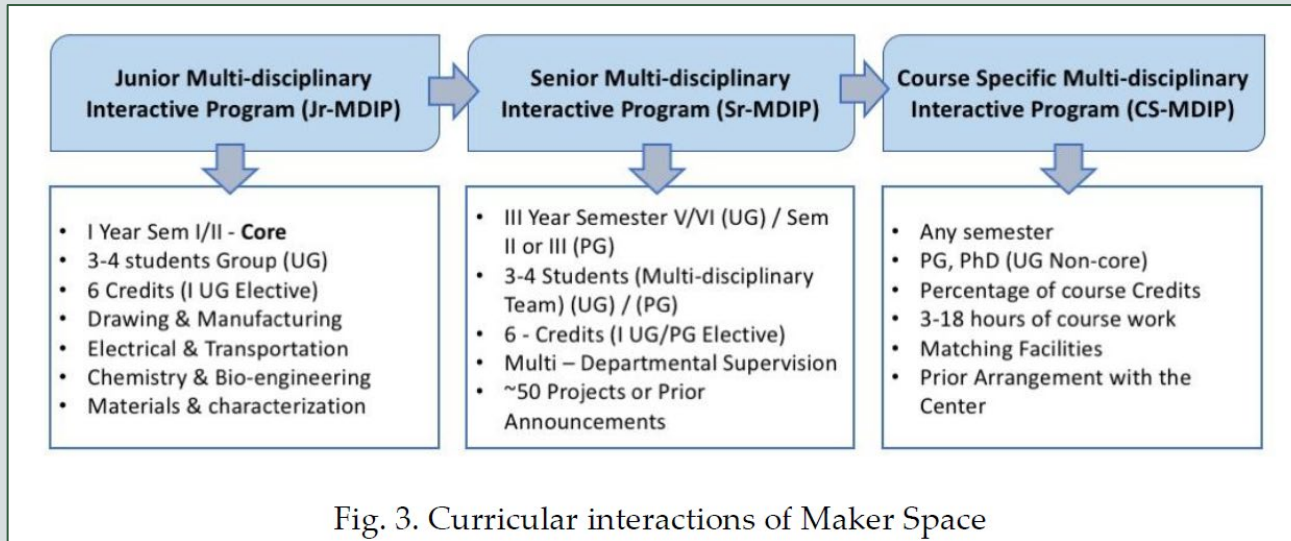 Junior Multi-disciplinary
Interactive Program (Jr-MDIP)
Senior Multi-disciplinary
Interactive Program (Sr-MDIP)
Course Specific Multi-disciplinary
Interactive Program (CS-MDIP)
• I Year Sem I/II - Core
• 3-4 students Group (UG)
• 6 Credits (I UG Elective)
• Drawing & Manufacturing
• Electrical & Transportation
• Chemistry & Bio-engineering
• Materials & characterization
• III Year Semester V/VI (UG) / Sem
II or III (PG)
• 3-4 Students (Multi-disciplinary
Team) (UG) / (PG)
• 6 - Credits (I UG/PG Elective)
• Multi – Departmental Supervision
• ~50 Projects or Prior
Announcements
• Any semester
• PG, PhD (UG Non-core)
• Percentage of course Credits
• 3-18 hours of course work
• Matching Facilities
• Prior Arrangement with the
Center
Fig. 3. Curricular interactions of Maker Space